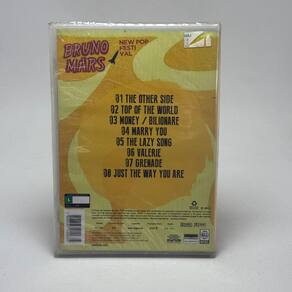 BRUNO
MARS
NEW POP
FESTI
VAL
01 THE OTHER SIDE
02 TOP OF THE WORLD
03 MONEY / BILIONARE
04 MARRY YOU
05 THE LAZY SONG
06 VALERIE
07 GRENADE
08 JUST THE WAY YOU ARE